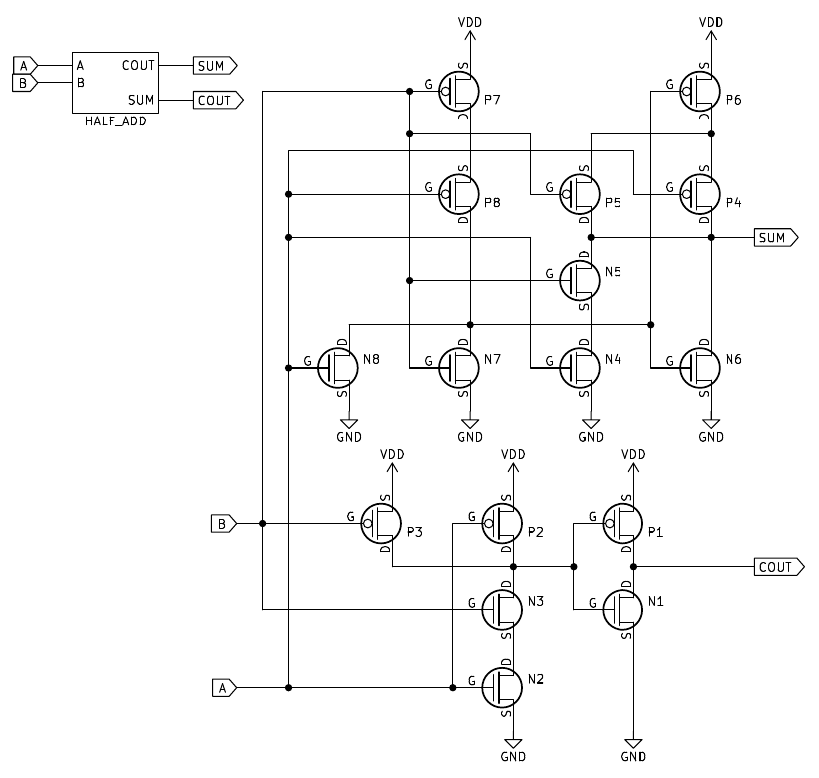 VDD VDD
A A COUT SUM
B B
SUM COUT
HALF_ADD
S S
G P7 G P6
S S S
G P8 G P5 G P4
D D D
SUM
D
G N5
S
D D D D
G N8 G N7 G N4 G N6
S S S S
GND GND GND GND
VDD VDD VDD
S S S
B G P3 G P2 G P1
D D D
COUT
D D
G N3 G N1
S S
D
A G N2
S
GND GND